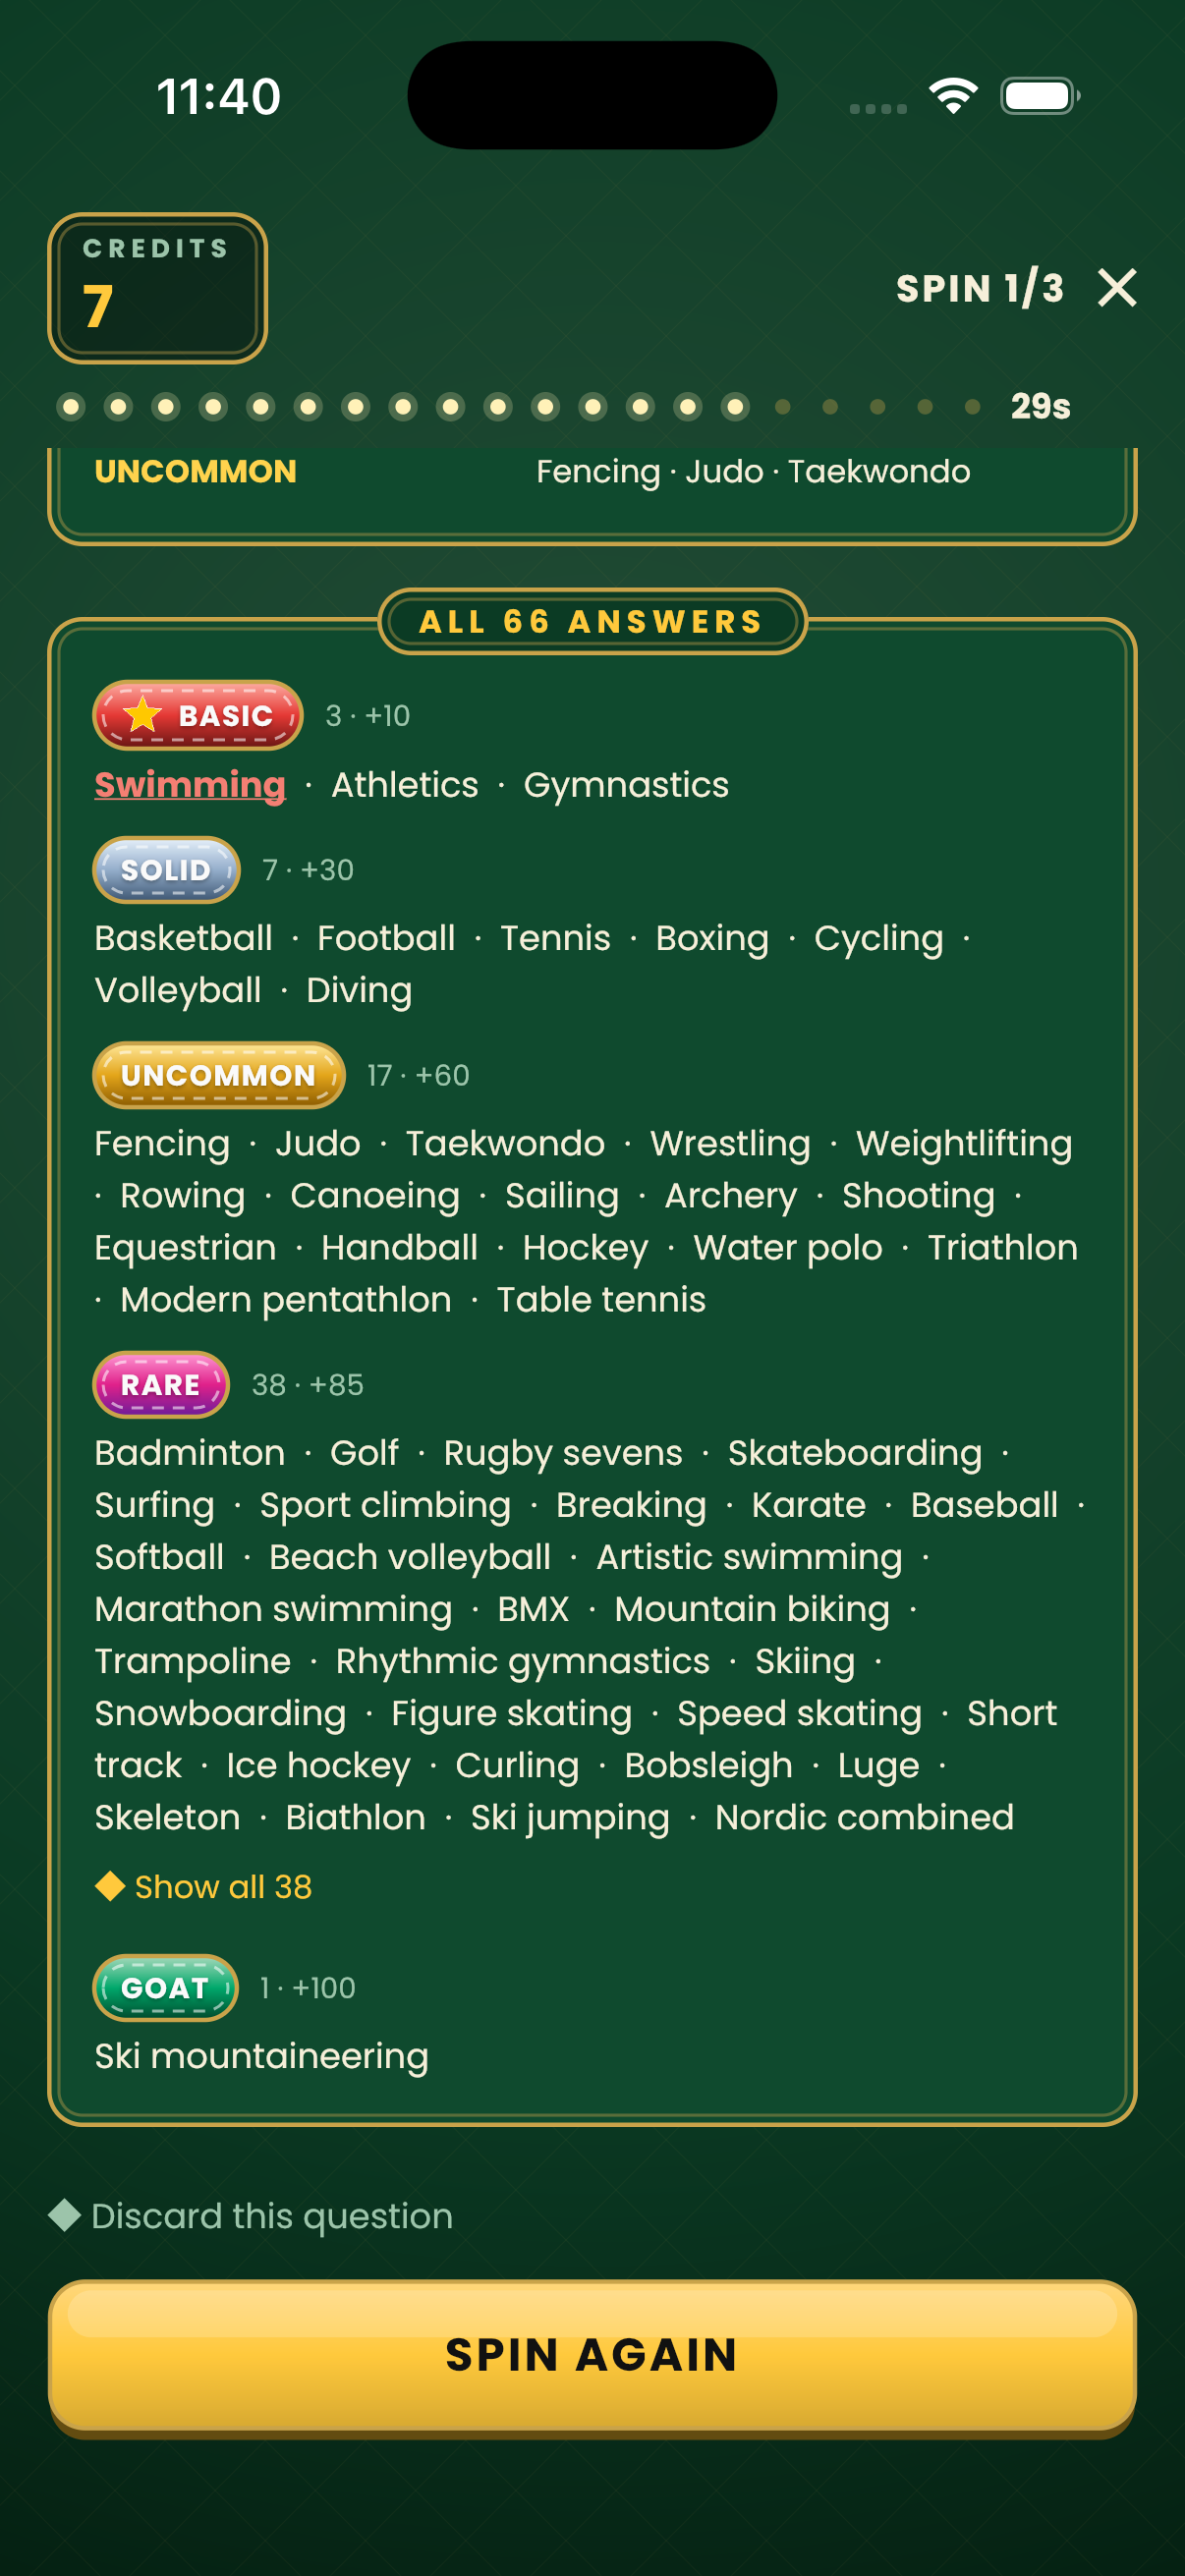 11:40
CREDITS
7
SPIN 1/3
29s
UNCOMMON Fencing · Judo · Taekwondo
ALL 66 ANSWERS
BASIC 3 · +10
Swimming · Athletics · Gymnastics
SOLID 7 · +30
Basketball · Football · Tennis · Boxing · Cycling ·
Volleyball · Diving
UNCOMMON 17 · +60
Fencing · Judo · Taekwondo · Wrestling · Weightlifting
· Rowing · Canoeing · Sailing · Archery · Shooting ·
Equestrian · Handball · Hockey · Water polo · Triathlon
· Modern pentathlon · Table tennis
RARE 38 · +85
Badminton · Golf · Rugby sevens · Skateboarding ·
Surfing · Sport climbing · Breaking · Karate · Baseball ·
Softball · Beach volleyball · Artistic swimming ·
Marathon swimming · BMX · Mountain biking ·
Trampoline · Rhythmic gymnastics · Skiing ·
Snowboarding · Figure skating · Speed skating · Short
track · Ice hockey · Curling · Bobsleigh · Luge ·
Skeleton · Biathlon · Ski jumping · Nordic combined
Show all 38
GOAT 1 · +100
Ski mountaineering
Discard this question
SPIN AGAIN